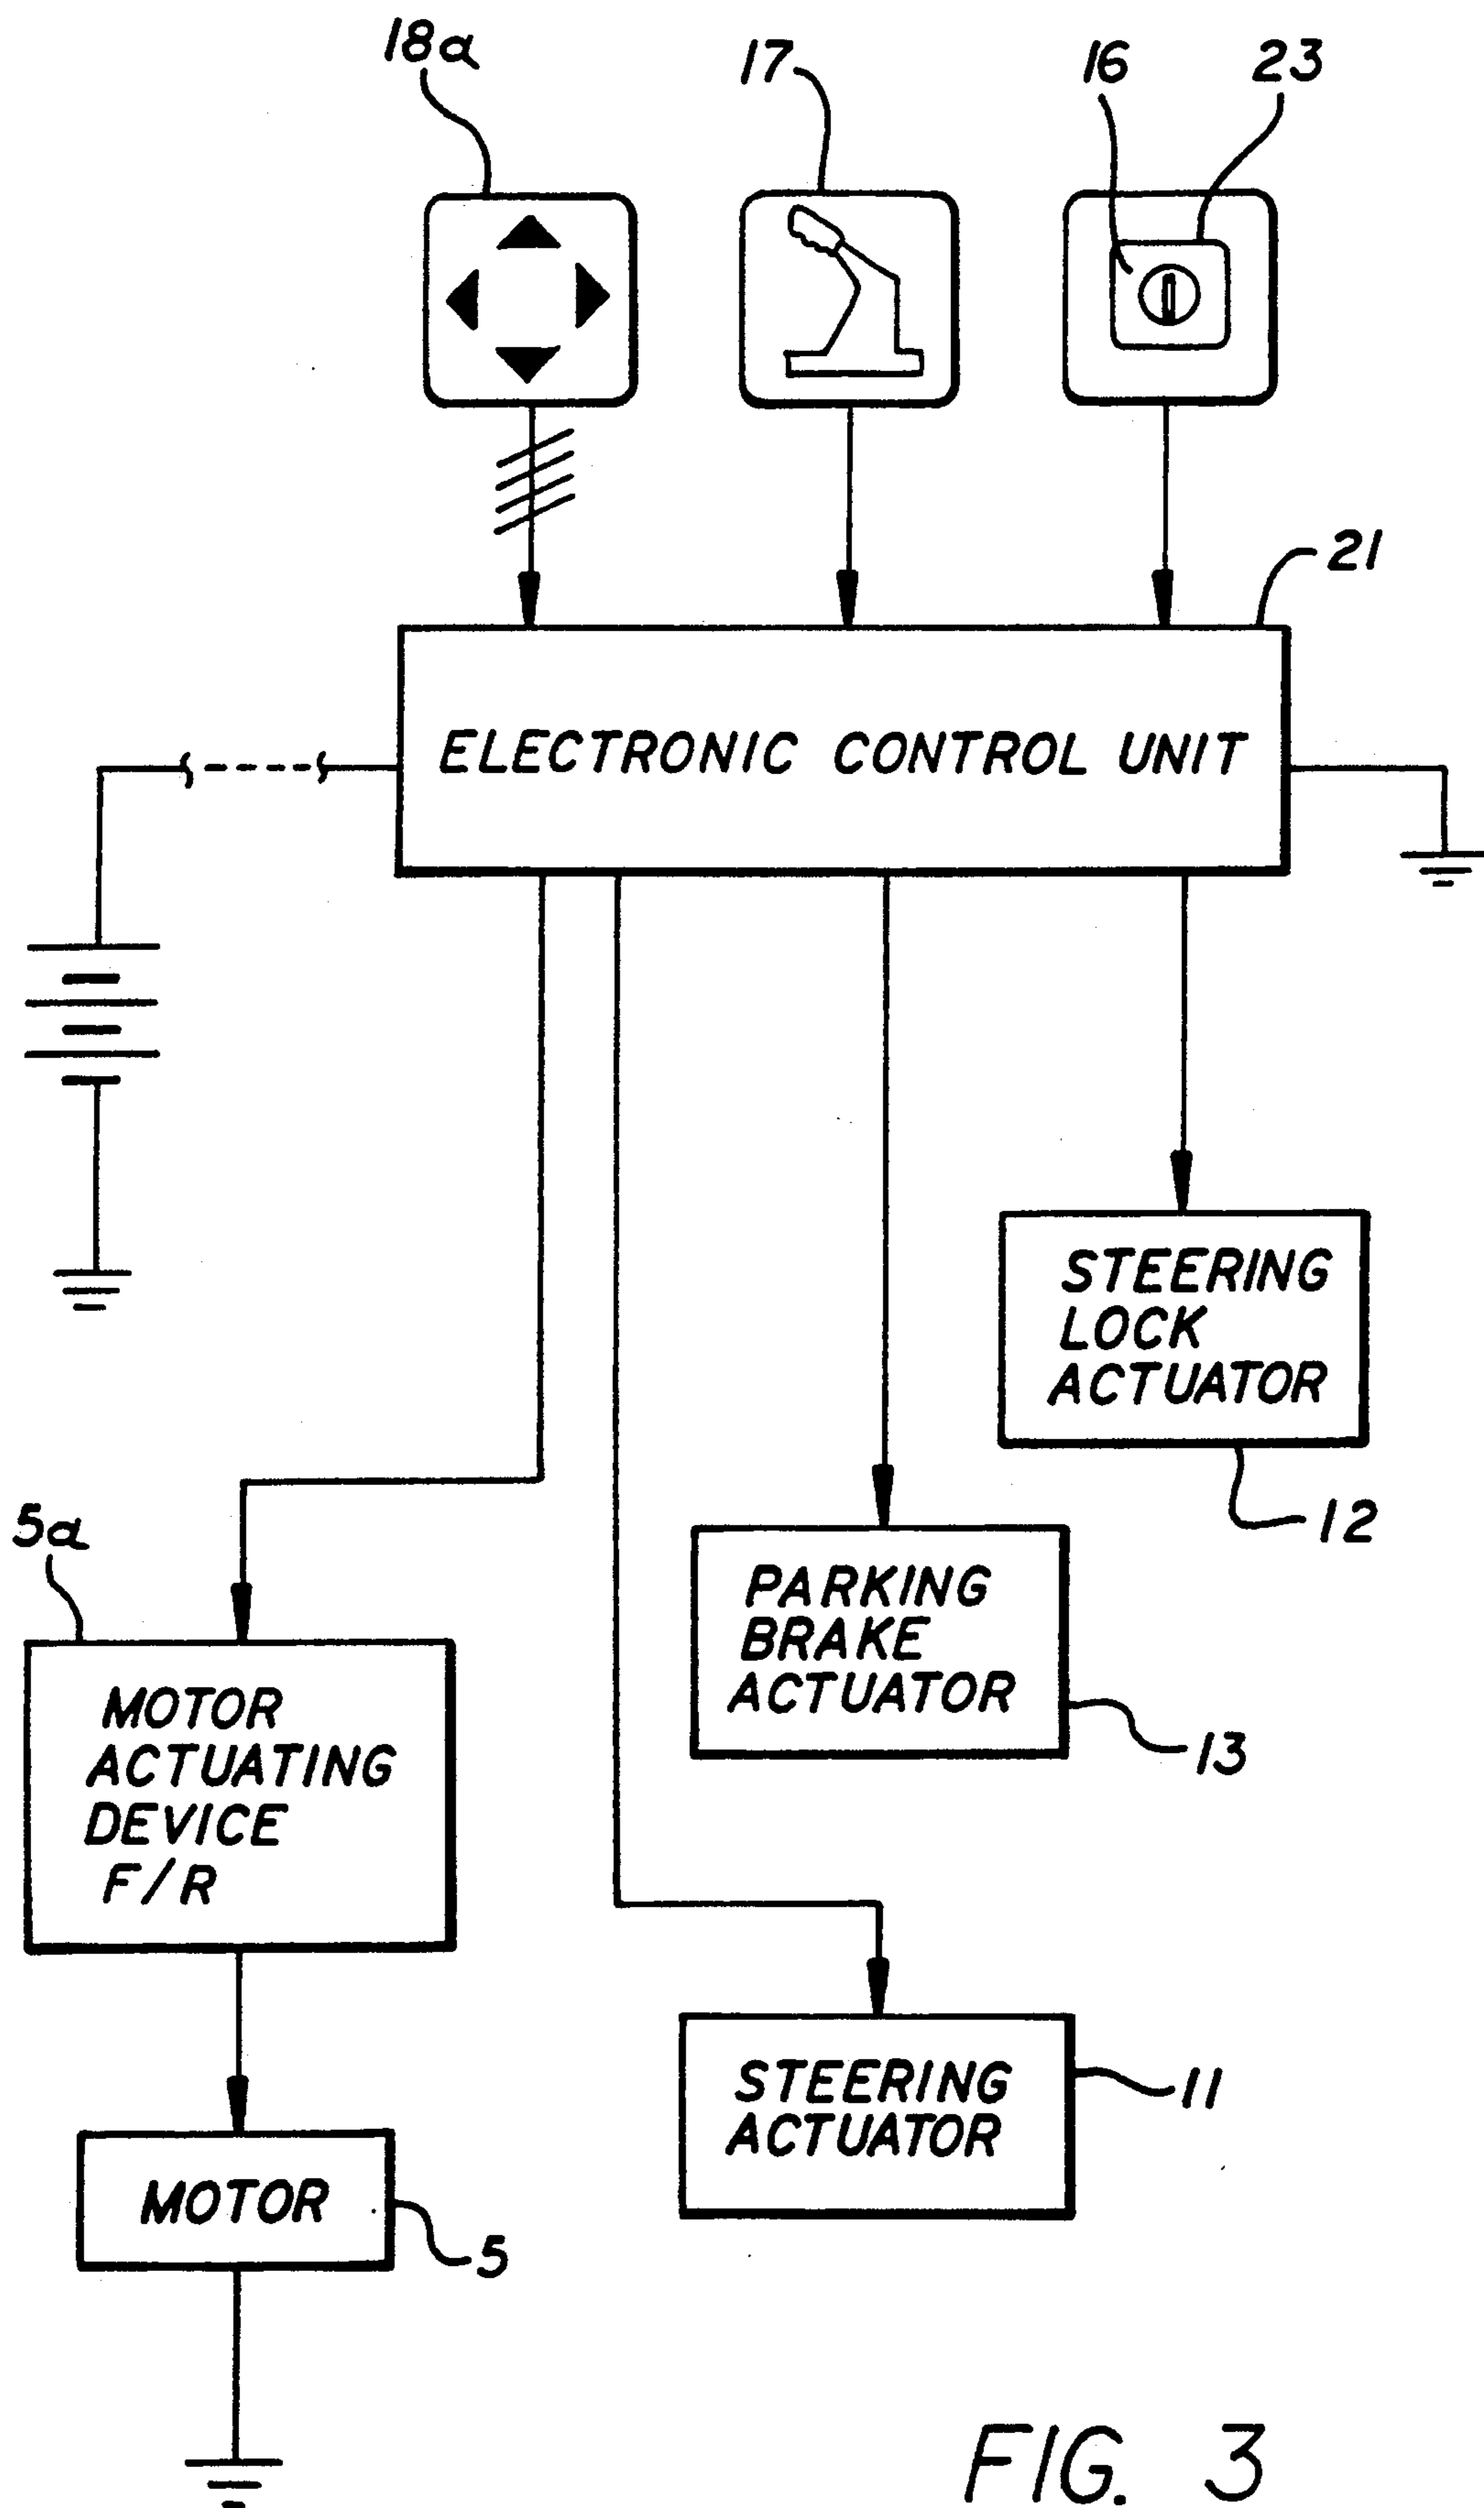 18a
17
16
23
21
ELECTRONIC CONTROL UNIT
STEERING
LOCK
ACTUATOR
12
5a
PARKING
BRAKE
ACTUATOR
13
MOTOR
ACTUATING
DEVICE
F/R
STEERING
ACTUATOR
11
MOTOR
5
FIG. 3